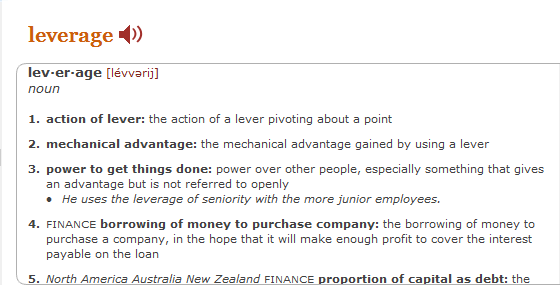 leverage
lev·er·age [lévvərij]
noun
1. action of lever: the action of a lever pivoting about a point
2. mechanical advantage: the mechanical advantage gained by using a lever
3. power to get things done: power over other people, especially something that gives
an advantage but is not referred to openly
• He uses the leverage of seniority with the more junior employees.
4. FINANCE borrowing of money to purchase company: the borrowing of money to
purchase a company, in the hope that it will make enough profit to cover the interest
payable on the loan
5. North America Australia New Zealand FINANCE proportion of capital as debt: the